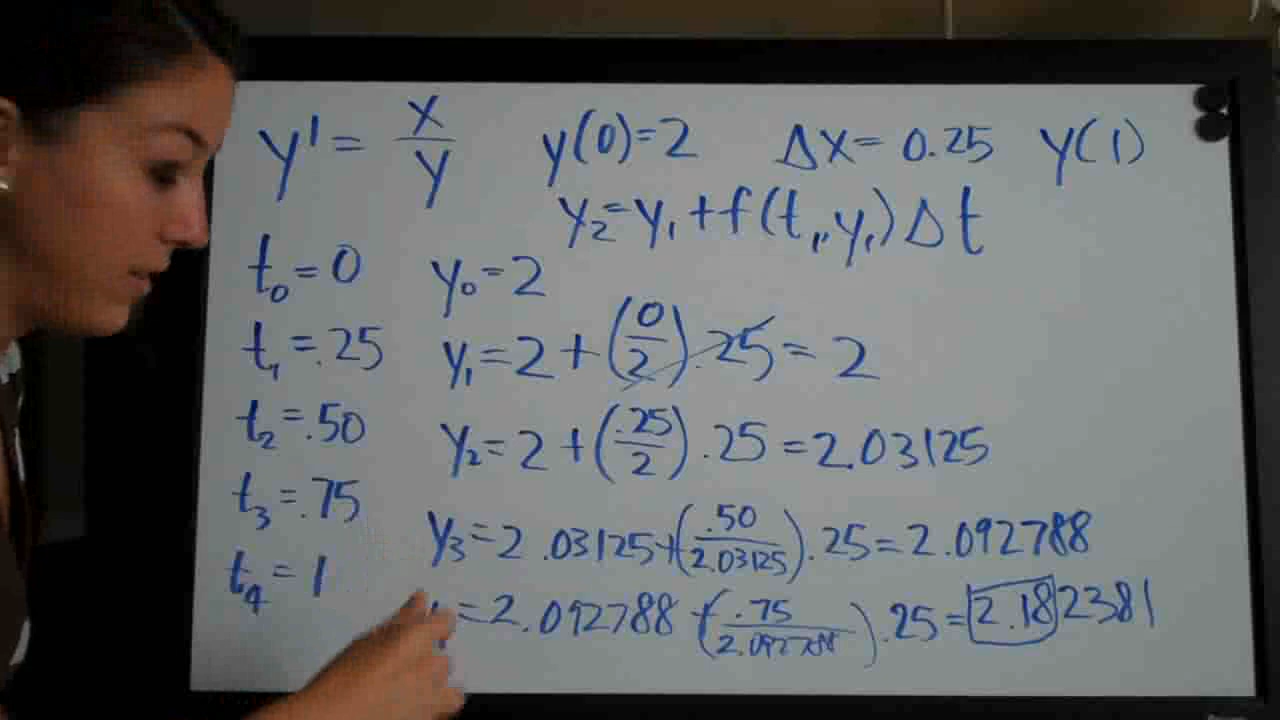 y' = x/y y(0)=2 Δx=0.25 y(1)
y₂=y₁+f(t₁,y₁)Δt
t₀=0 y₀=2
t₁=.25 y₁=2+(0/2).25=2
t₂=.50 y₂=2+(.25/2).25=2.03125
t₃=.75 y₃=2.03125+(.50/2.03125).25=2.092788
t₄=1 =2.092788+(.75/2.092788).25=2.182381